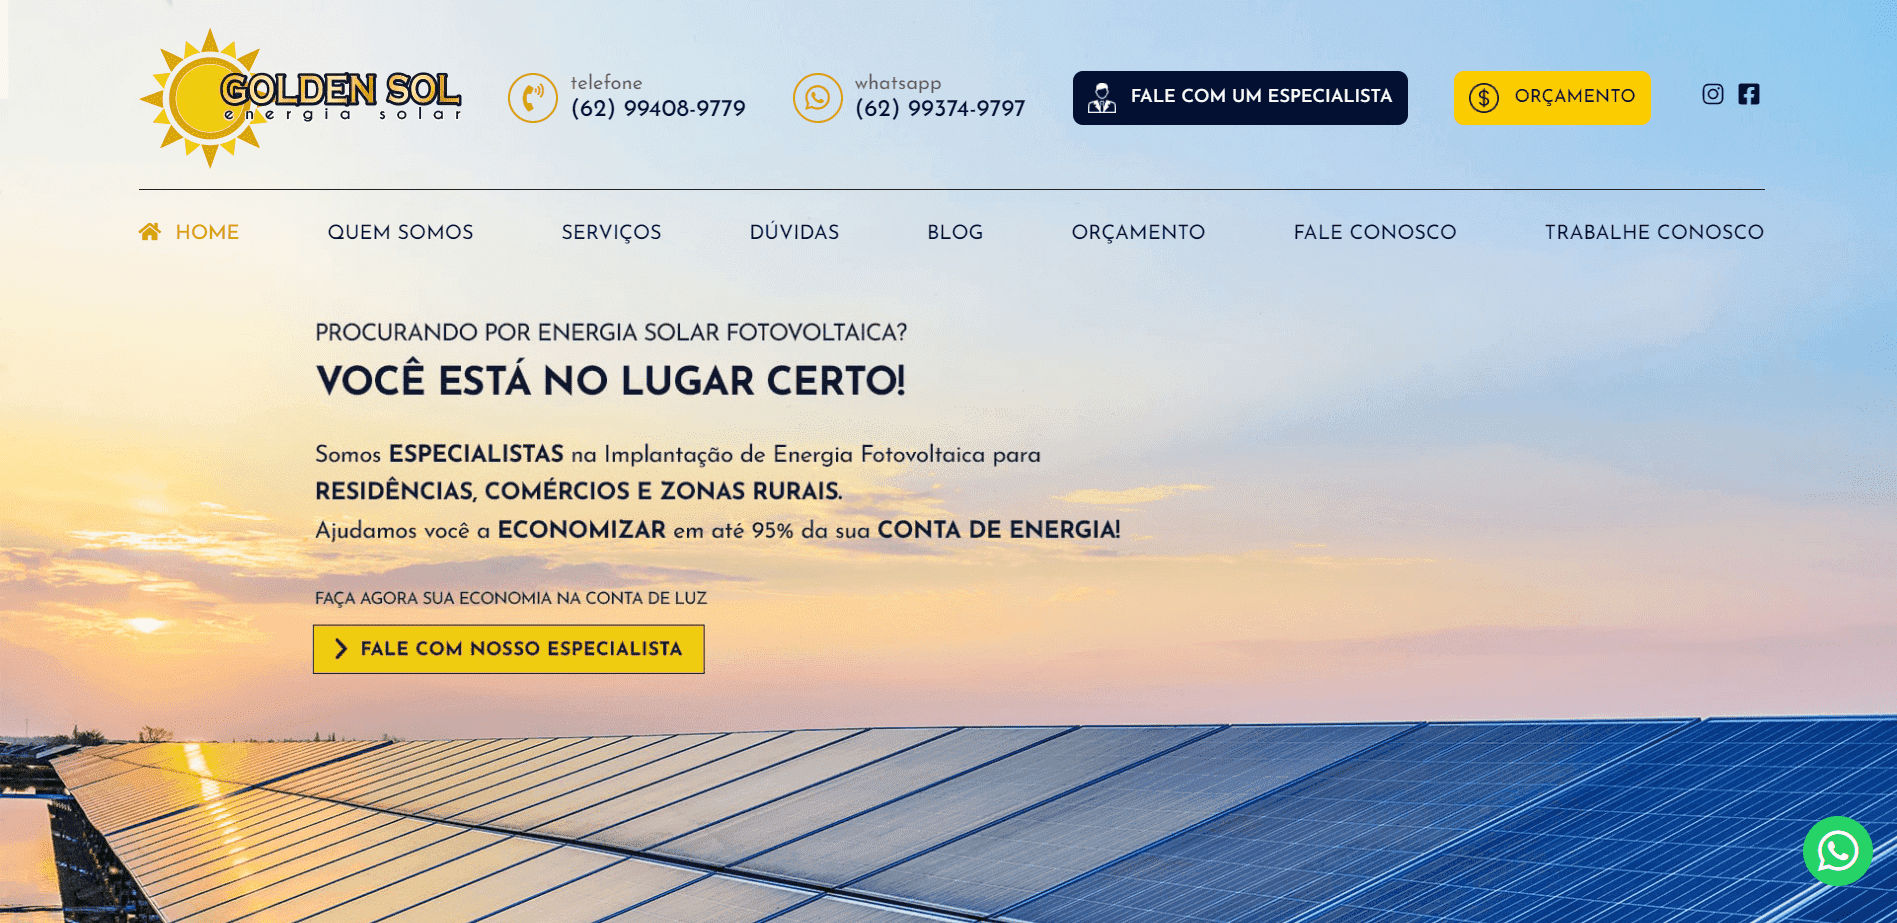 GOLDEN SOL
energia solar
telefone
(62) 99408-9779
whatsapp
(62) 99374-9797
FALE COM UM ESPECIALISTA
$ ORÇAMENTO
HOME QUEM SOMOS SERVIÇOS DÚVIDAS BLOG ORÇAMENTO FALE CONOSCO TRABALHE CONOSCO
PROCURANDO POR ENERGIA SOLAR FOTOVOLTAICA?
VOCÊ ESTÁ NO LUGAR CERTO!
Somos ESPECIALISTAS na Implantação de Energia Fotovoltaica para
RESIDÊNCIAS, COMÉRCIOS E ZONAS RURAIS.
Ajudamos você a ECONOMIZAR em até 95% da sua CONTA DE ENERGIA!
FAÇA AGORA SUA ECONOMIA NA CONTA DE LUZ
FALE COM NOSSO ESPECIALISTA